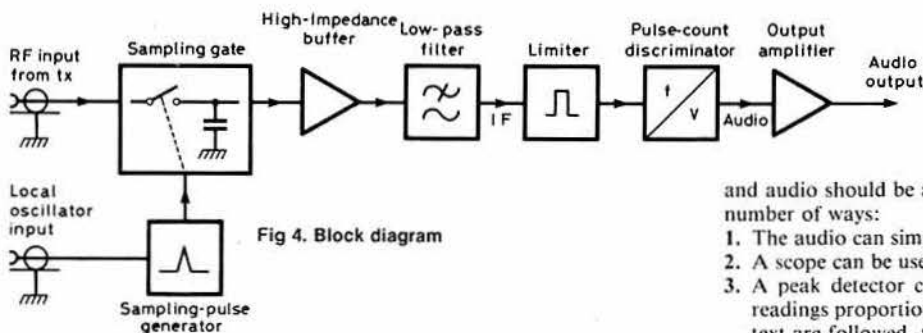 High-Impedance
buffer
Low-pass
filter
Limiter
Pulse-count
discriminator
Output
amplifier
Sampling gate
RF input
from tx
IF
f
V
Audio
Audio
output
Local
oscillator
input
Sampling-pulse
generator
Fig 4. Block diagram
and audio should be a
number of ways:
1. The audio can sim
2. A scope can be use
3. A peak detector c
readings proportio
text are followed,